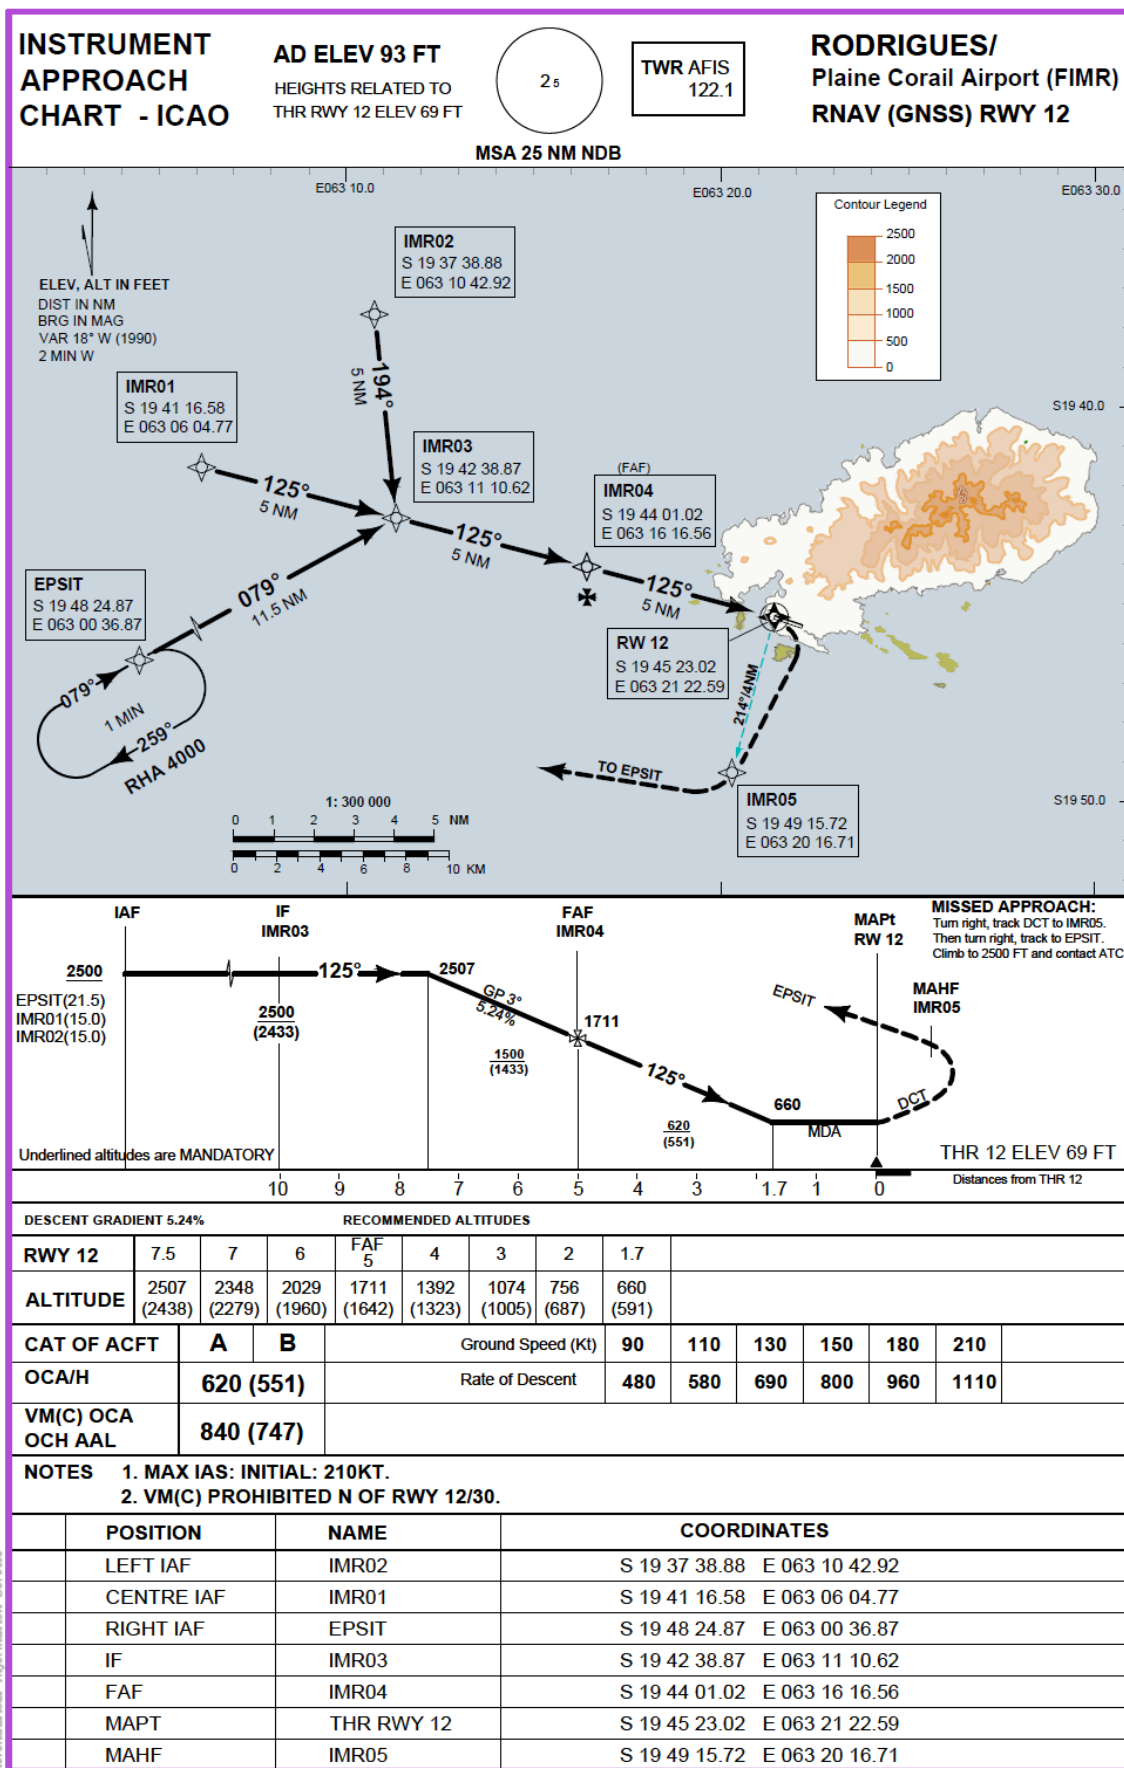 INSTRUMENT
APPROACH
CHART - ICAO
AD ELEV 93 FT
HEIGHTS RELATED TO
THR RWY 12 ELEV 69 FT
25
MSA 25 NM NDB
TWR AFIS
122.1
RODRIGUES/
Plaine Corail Airport (FIMR)
RNAV (GNSS) RWY 12
E063 10.0
E063 20.0
E063 30.0
ELEV, ALT IN FEET
DIST IN NM
BRG IN MAG
VAR 18° W (1990)
2 MIN W
IMR02
S 19 37 38.88
E 063 10 42.92
Contour Legend
2500
2000
1500
1000
500
0
194°
5 NM
IMR01
S 19 41 16.58
E 063 06 04.77
S19 40.0
IMR03
S 19 42 38.87
E 063 11 10.62
125°
5 NM
(FAF)
IMR04
S 19 44 01.02
E 063 16 16.56
125°
5 NM
125°
5 NM
EPSIT
S 19 48 24.87
E 063 00 36.87
079°
11.5 NM
RW 12
S 19 45 23.02
E 063 21 22.59
079°
1 MIN
259°
RHA 4000
214°/4NM
TO EPSIT
IMR05
S 19 49 15.72
E 063 20 16.71
S19 50.0
1: 300 000
0 1 2 3 4 5 NM
0 2 4 6 8 10 KM
IAF
IF
IMR03
FAF
IMR04
MAPt
RW 12
MISSED APPROACH:
Turn right, track DCT to IMR05.
Then turn right, track to EPSIT.
Climb to 2500 FT and contact ATC
2500
EPSIT(21.5)
IMR01(15.0)
IMR02(15.0)
125°
2507
2500
(2433)
GP 3°
5.24%
1500
(1433)
1711
125°
620
(551)
660
MDA
EPSIT
MAHF
IMR05
DCT
Underlined altitudes are MANDATORY
THR 12 ELEV 69 FT
10 9 8 7 6 5 4 3 1.7 1 0
Distances from THR 12
DESCENT GRADIENT 5.24% RECOMMENDED ALTITUDES
RWY 12 7.5 7 6 FAF 5 4 3 2 1.7
ALTITUDE 2507 2348 2029 1711 1392 1074 756 660
(2438) (2279) (1960) (1642) (1323) (1005) (687) (591)
CAT OF ACFT A B Ground Speed (Kt) 90 110 130 150 180 210
OCA/H 620 (551) Rate of Descent 480 580 690 800 960 1110
VM(C) OCA
OCH AAL 840 (747)
NOTES 1. MAX IAS: INITIAL: 210KT.
2. VM(C) PROHIBITED N OF RWY 12/30.
POSITION NAME COORDINATES
LEFT IAF IMR02 S 19 37 38.88 E 063 10 42.92
CENTRE IAF IMR01 S 19 41 16.58 E 063 06 04.77
RIGHT IAF EPSIT S 19 48 24.87 E 063 00 36.87
IF IMR03 S 19 42 38.87 E 063 11 10.62
FAF IMR04 S 19 44 01.02 E 063 16 16.56
MAPT THR RWY 12 S 19 45 23.02 E 063 21 22.59
MAHF IMR05 S 19 49 15.72 E 063 20 16.71